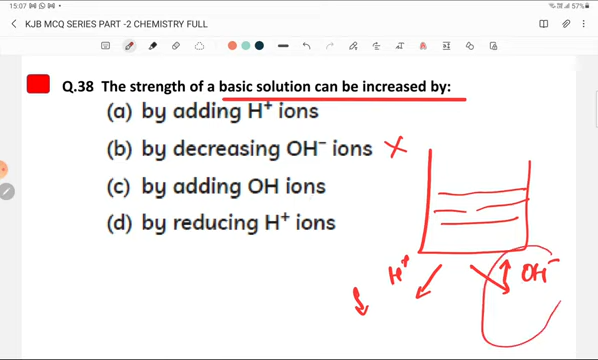 15:07
57%
KJB MCQ SERIES PART -2 CHEMISTRY FULL
Q.38 The strength of a basic solution can be increased by:
(a) by adding H⁺ ions
(b) by decreasing OH⁻ ions ×
(c) by adding OH ions
(d) by reducing H⁺ ions
H⁺
OH⁻